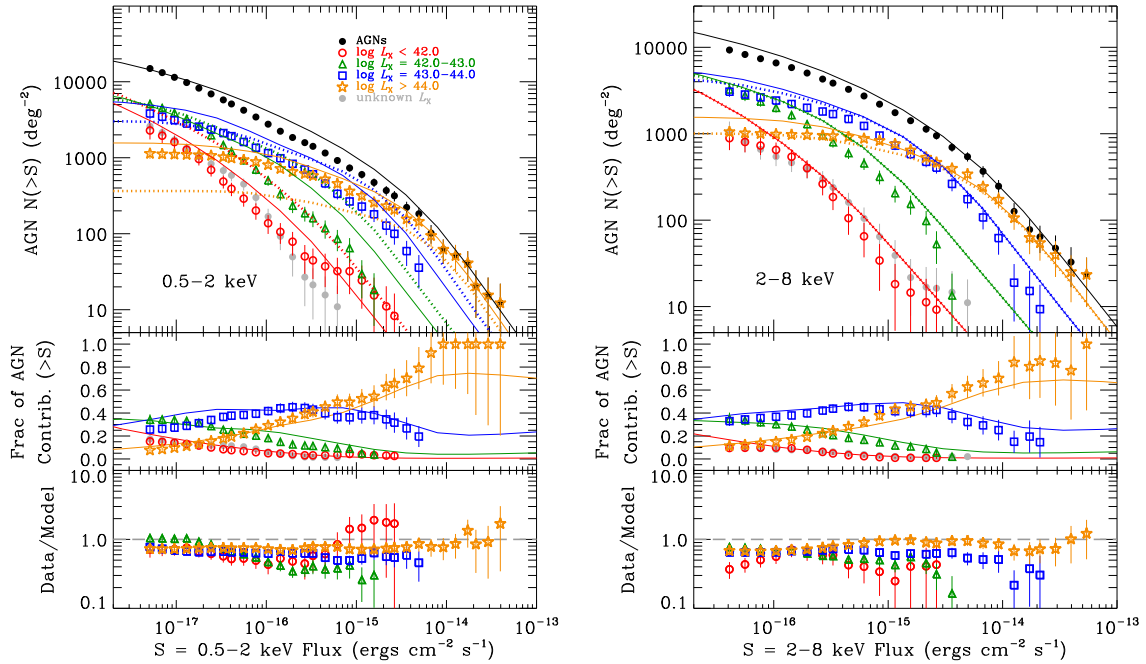 AGN N(>S) (deg⁻²)
10000
1000
100
10
AGNs
log Lₓ < 42.0
log Lₓ = 42.0−43.0
log Lₓ = 43.0−44.0
log Lₓ > 44.0
unknown Lₓ
0.5−2 keV
Frac of AGN
Contrib. (>S)
1.0
0.8
0.6
0.4
0.2
0.0
Data/Model
10.0
1.0
0.1
10⁻¹⁷
10⁻¹⁶
10⁻¹⁵
10⁻¹⁴
10⁻¹³
S = 0.5−2 keV Flux (ergs cm⁻² s⁻¹)
AGN N(>S) (deg⁻²)
10000
1000
100
10
2−8 keV
Frac of AGN
Contrib. (>S)
1.0
0.8
0.6
0.4
0.2
0.0
Data/Model
10.0
1.0
0.1
10⁻¹⁶
10⁻¹⁵
10⁻¹⁴
10⁻¹³
S = 2−8 keV Flux (ergs cm⁻² s⁻¹)